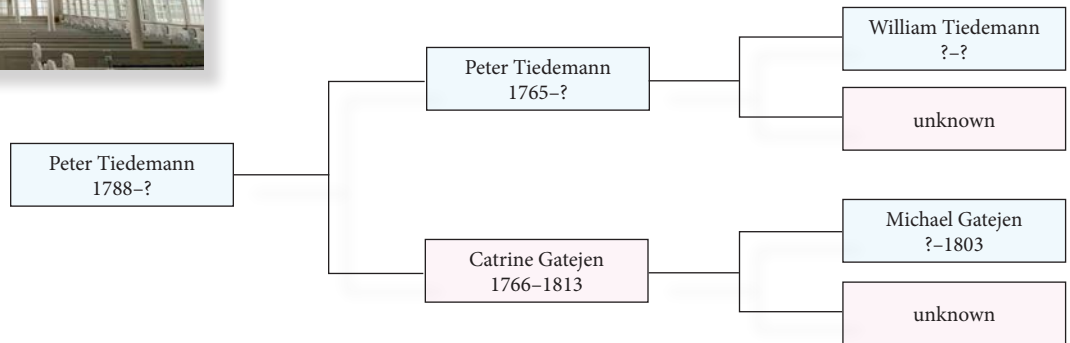 William Tiedemann
?–?
Peter Tiedemann
1765–?
unknown
Peter Tiedemann
1788–?
Michael Gatejen
?–1803
Catrine Gatejen
1766–1813
unknown